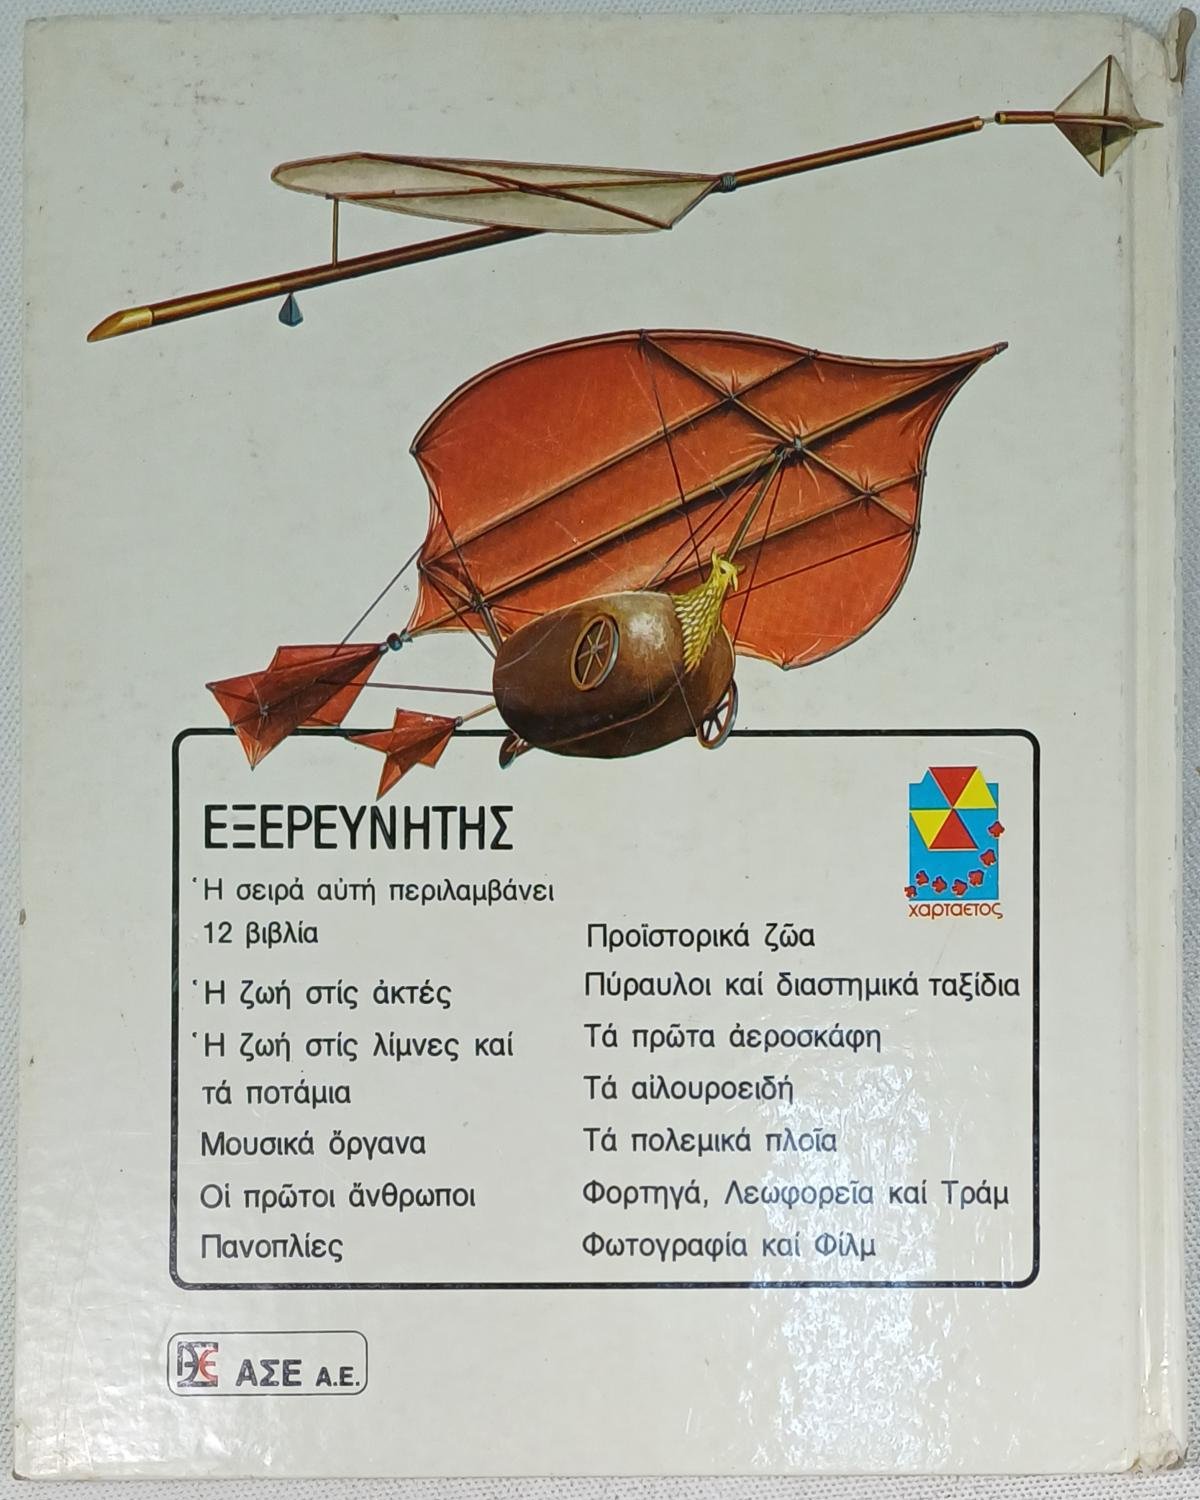 ΕΞΕΡΕΥΝΗΤΗΣ
Ἡ σειρά αὐτή περιλαμβάνει
12 βιβλία
Ἡ ζωή στίς ἀκτές
Ἡ ζωή στίς λίμνες καί
τά ποτάμια
Μουσικά ὄργανα
Οἱ πρῶτοι ἄνθρωποι
Πανοπλίες
χαρταετος
Προϊστορικά ζῶα
Πύραυλοι καί διαστημικά ταξίδια
Τά πρῶτα ἀεροσκάφη
Τά αἰλουροειδή
Τά πολεμικά πλοῖα
Φορτηγά, Λεωφορεῖα καί Τράμ
Φωτογραφία καί Φίλμ
ΑΣΕ Α.Ε.